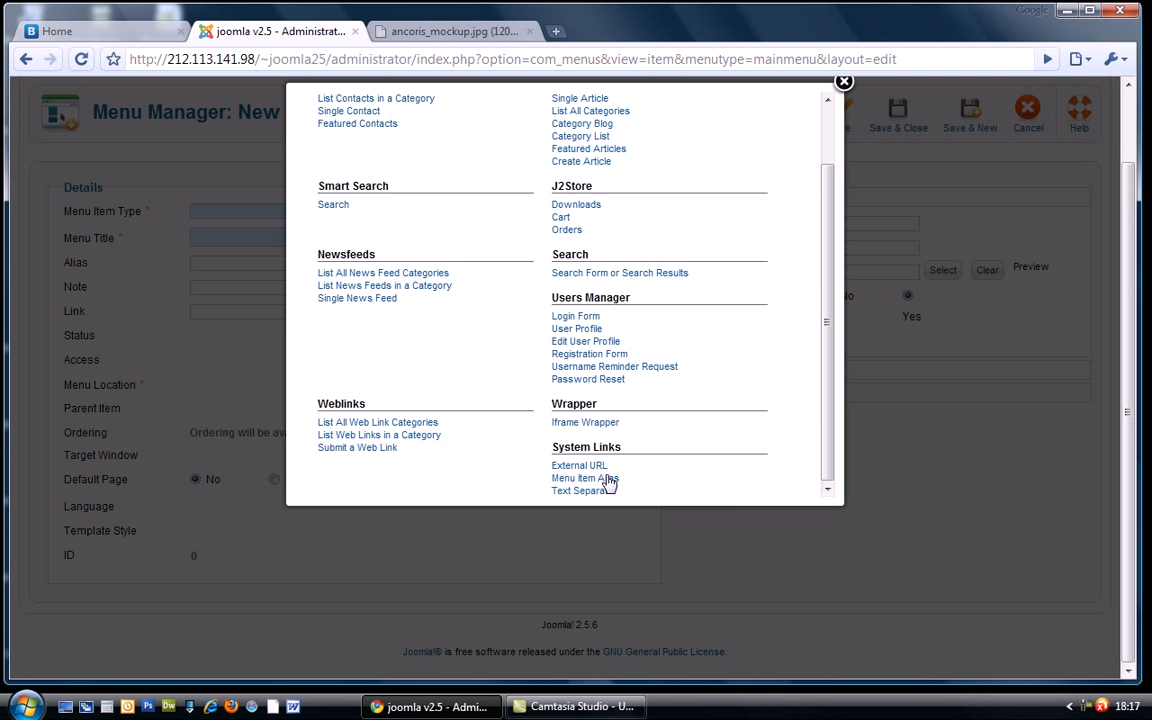 Google
Home
joomla v2.5 - Administrat...
ancoris_mockup.jpg (120...
http://212.113.141.98/~joomla25/administrator/index.php?option=com_menus&view=item&menutype=mainmenu&layout=edit
Menu Manager: New
Save & Close
Save & New
Cancel
Help
List Contacts in a Category
Single Contact
Featured Contacts
Single Article
List All Categories
Category Blog
Category List
Featured Articles
Create Article
Smart Search
Search
J2Store
Downloads
Cart
Orders
Newsfeeds
List All News Feed Categories
List News Feeds in a Category
Single News Feed
Search
Search Form or Search Results
Users Manager
Login Form
User Profile
Edit User Profile
Registration Form
Username Reminder Request
Password Reset
Weblinks
List All Web Link Categories
List Web Links in a Category
Submit a Web Link
Wrapper
Iframe Wrapper
System Links
External URL
Menu Item Alias
Text Separa
Details
Menu Item Type *
Menu Title *
Alias
Note
Link
Status
Access
Menu Location *
Parent Item
Ordering Ordering will be ava
Target Window
Default Page No
Language
Template Style
ID 0
Select Clear Preview
No
Yes
Joomla! 2.5.6
Joomla!® is free software released under the GNU General Public License.
joomla v2.5 - Admi...
Camtasia Studio - U...
18:17